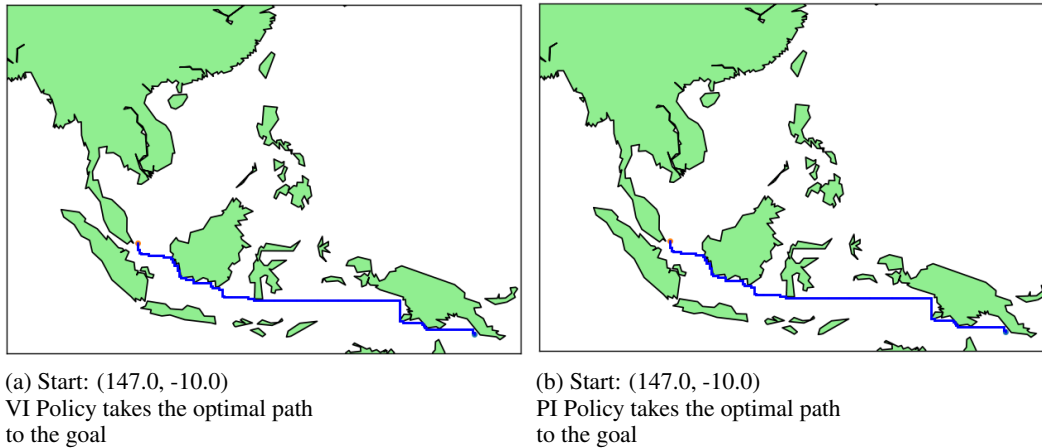 (a) Start: (147.0, -10.0)
VI Policy takes the optimal path
to the goal
(b) Start: (147.0, -10.0)
PI Policy takes the optimal path
to the goal